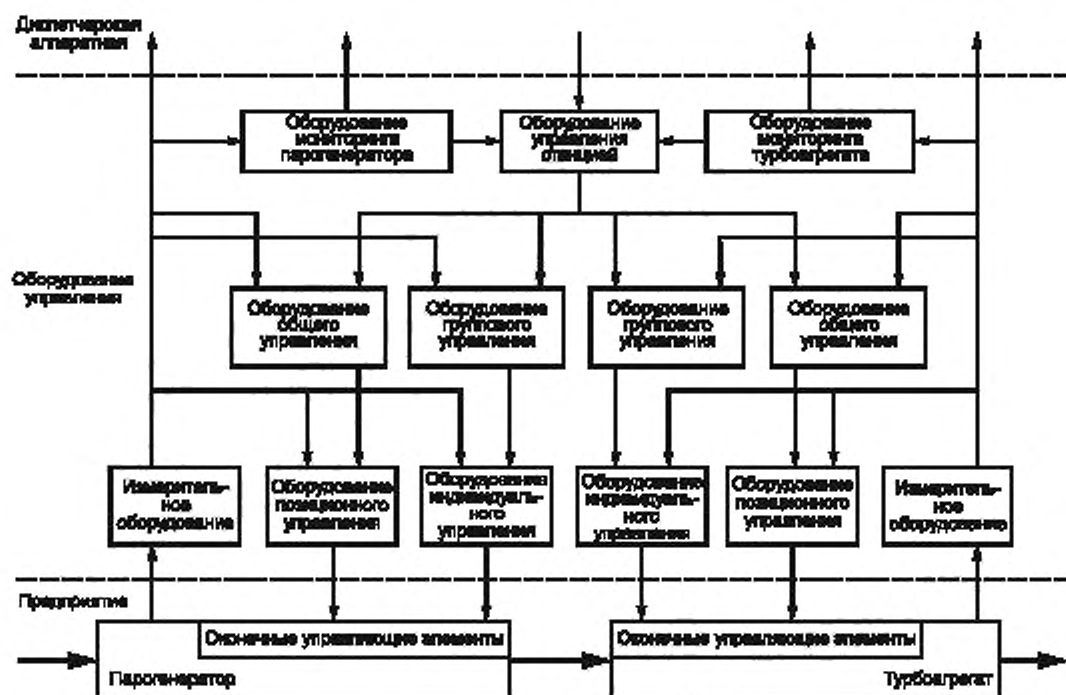 Диспетчерская
аппаратная
Оборудование
мониторинга
парогенератора
Оборудование
управления
станцией
Оборудование
мониторинга
турбоагрегата
Оборудование
управления
Оборудование
общего
управления
Оборудование
группового
управления
Оборудование
группового
управления
Оборудование
общего
управления
Измеритель-
ное
оборудование
Оборудование
позиционного
управления
Оборудование
индивидуаль-
ного
управления
Оборудование
индивидуаль-
ного
управления
Оборудование
позиционного
управления
Измеритель-
ное
оборудование
Предприятие
Оконечные управляющие элементы
Парогенератор
Оконечные управляющие элементы
Турбоагрегат